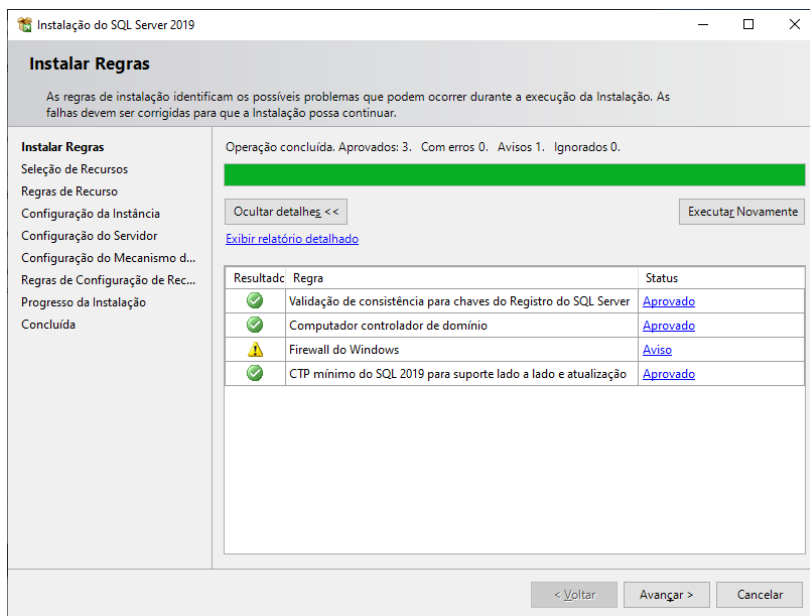 Instalação do SQL Server 2019
Instalar Regras
As regras de instalação identificam os possíveis problemas que podem ocorrer durante a execução da Instalação. As
falhas devem ser corrigidas para que a Instalação possa continuar.
Instalar Regras
Seleção de Recursos
Regras de Recurso
Configuração da Instância
Configuração do Servidor
Configuração do Mecanismo d...
Regras de Configuração de Rec...
Progresso da Instalação
Concluída
Operação concluída. Aprovados: 3. Com erros 0. Avisos 1. Ignorados 0.
Ocultar detalhes <<
Executar Novamente
Exibir relatório detalhado
Resultado Regra Status
Validação de consistência para chaves do Registro do SQL Server Aprovado
Computador controlador de domínio Aprovado
Firewall do Windows Aviso
CTP mínimo do SQL 2019 para suporte lado a lado e atualização Aprovado
< Voltar Avançar > Cancelar